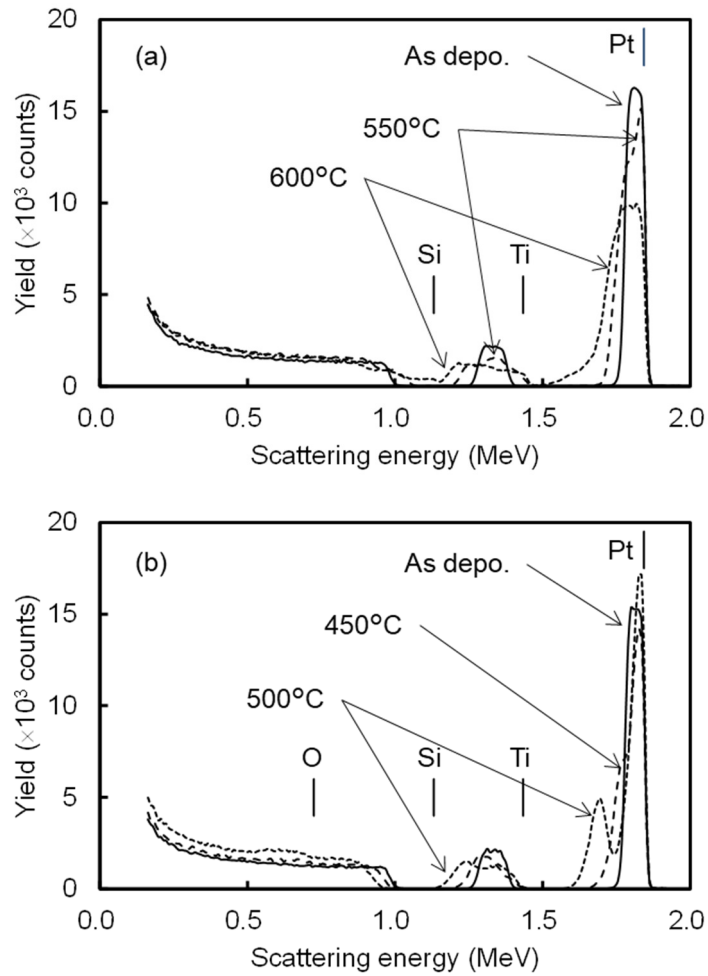 20
(a)
Pt
As depo.
15
550°C
600°C
10
Si
Ti
5
0
0.0
0.5
1.0
1.5
2.0
Yield (×10³ counts)
Scattering energy (MeV)
20
(b)
Pt
As depo.
15
450°C
10
500°C
O
Si
Ti
5
0
0.0
0.5
1.0
1.5
2.0
Yield (×10³ counts)
Scattering energy (MeV)